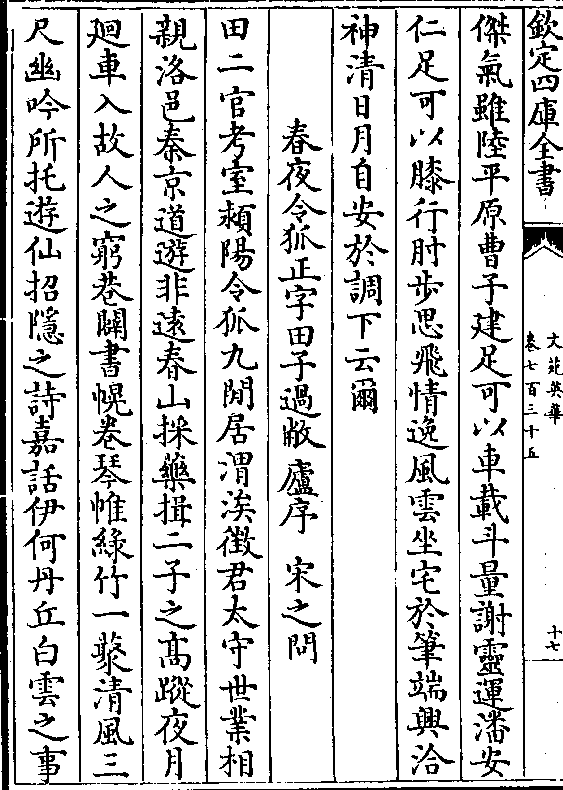 欽定四庫全書
文苑英華
卷七百三十五
十七
傑氣雖陸平原曹子建足可以車載斗量謝靈運潘安
仁足可以膝行肘步思飛情逸風雲坐宅於筆端興洽
神清日月自安於調下云爾
春夜令狐正字田子過敝廬序 宋之問
田二官考室潁陽令狐九閒居渭涘徵君太守世業相
親洛邑秦京道遊非遠春山採藥揖二子之髙蹤夜月
廻車入故人之窮巷闢書幌卷琴帷緑竹一叢清風三
尺幽吟所托遊仙招隱之詩嘉話伊何丹丘白雲之事